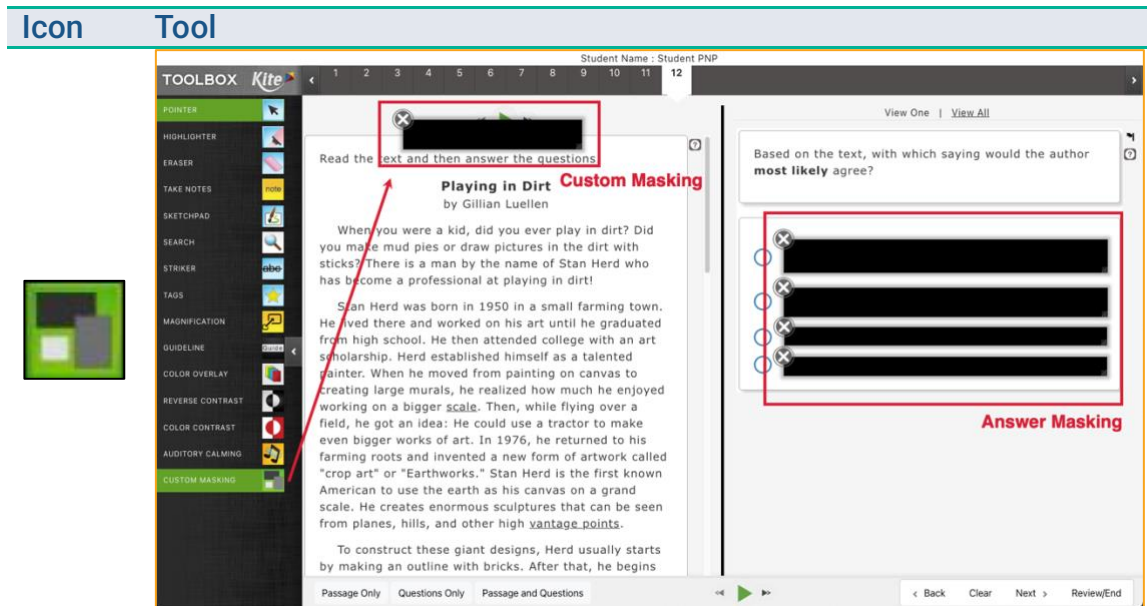 Icon Tool
Student Name : Student PNP
TOOLBOX Kite
1 2 3 4 5 6 7 8 9 10 11 12
POINTER
HIGHLIGHTER
ERASER
TAKE NOTES note
SKETCHPAD
SEARCH
STRIKER abc
TAGS
MAGNIFICATION
GUIDELINE Guide
COLOR OVERLAY
REVERSE CONTRAST
COLOR CONTRAST
AUDITORY CALMING
CUSTOM MASKING
Read the text and then answer the questions
Custom Masking
Playing in Dirt
by Gillian Luellen
When you were a kid, did you ever play in dirt? Did
you make mud pies or draw pictures in the dirt with
sticks? There is a man by the name of Stan Herd who
has become a professional at playing in dirt!
Stan Herd was born in 1950 in a small farming town.
He lived there and worked on his art until he graduated
from high school. He then attended college with an art
scholarship. Herd established himself as a talented
painter. When he moved from painting on canvas to
creating large murals, he realized how much he enjoyed
working on a bigger scale. Then, while flying over a
field, he got an idea: He could use a tractor to make
even bigger works of art. In 1976, he returned to his
farming roots and invented a new form of artwork called
"crop art" or "Earthworks." Stan Herd is the first known
American to use the earth as his canvas on a grand
scale. He creates enormous sculptures that can be seen
from planes, hills, and other high vantage points.
To construct these giant designs, Herd usually starts
by making an outline with bricks. After that, he begins
View One | View All
Based on the text, with which saying would the author
most likely agree?
Answer Masking
Passage Only Questions Only Passage and Questions
‹ Back Clear Next › Review/End